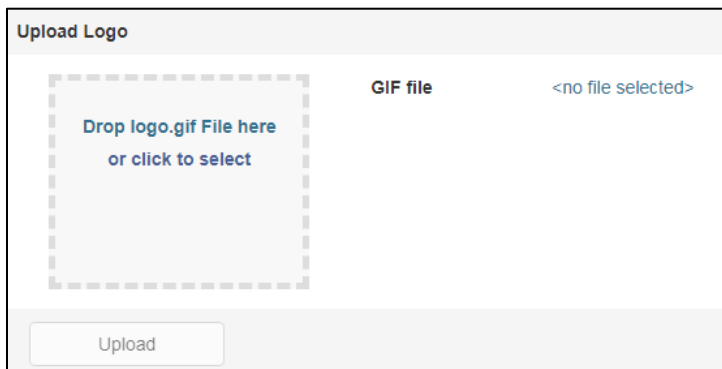 Upload Logo
GIF file <no file selected>
Drop logo.gif File here
or click to select
Upload